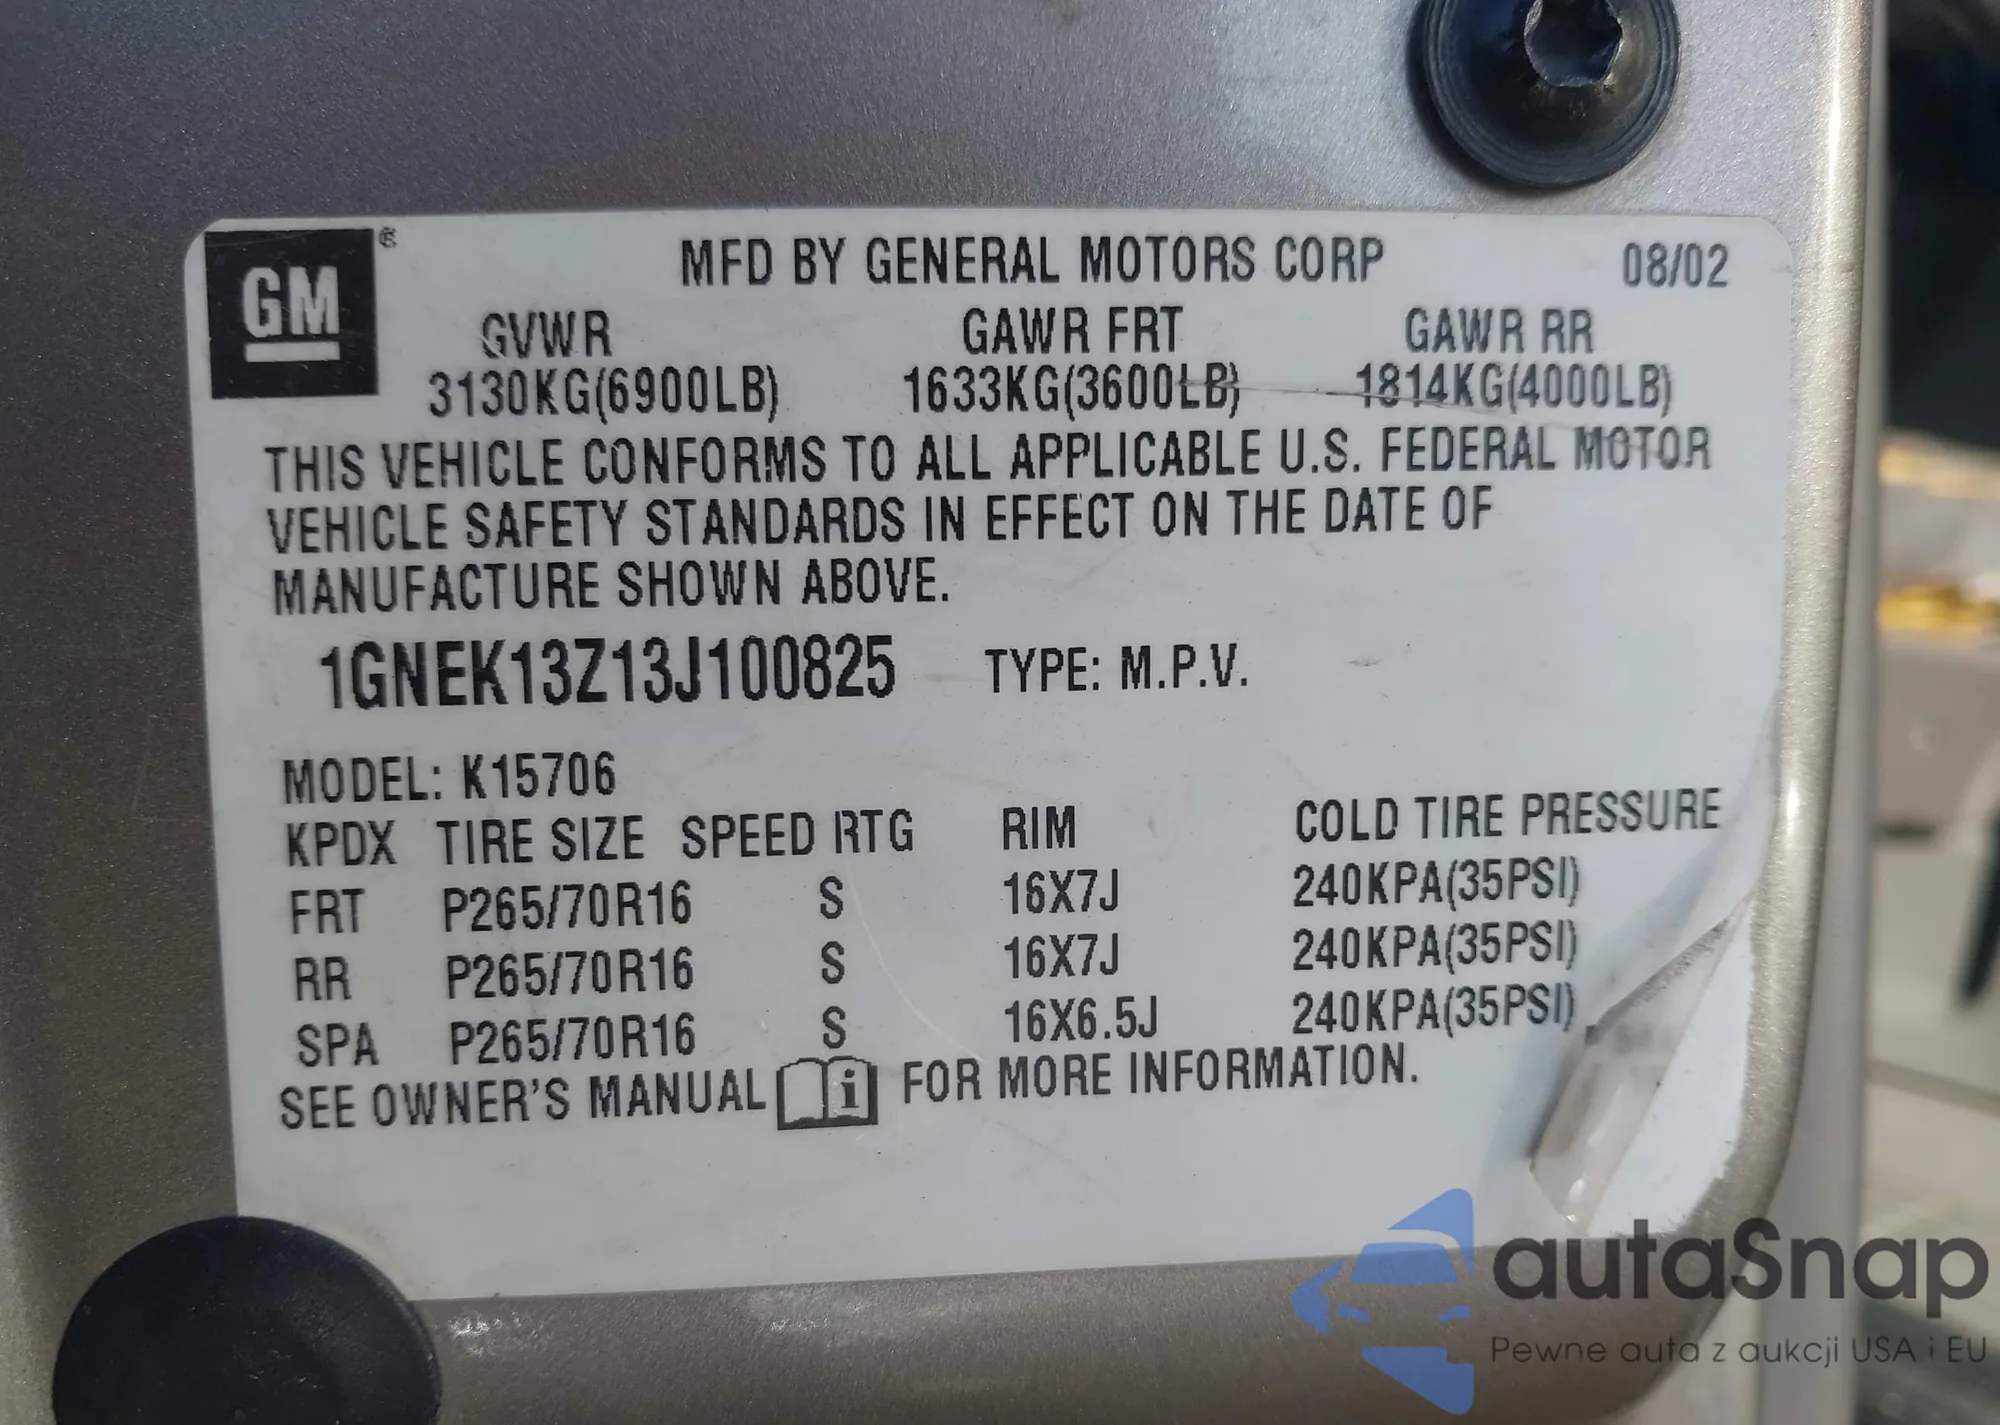 GM®
MFD BY GENERAL MOTORS CORP 08/02
GVWR GAWR FRT GAWR RR
3130KG(6900LB) 1633KG(3600LB) 1814KG(4000LB)
THIS VEHICLE CONFORMS TO ALL APPLICABLE U.S. FEDERAL MOTOR
VEHICLE SAFETY STANDARDS IN EFFECT ON THE DATE OF
MANUFACTURE SHOWN ABOVE.
1GNEK13Z13J100825 TYPE: M.P.V.
MODEL: K15706
KPDX TIRE SIZE SPEED RTG RIM COLD TIRE PRESSURE
FRT P265/70R16 S 16X7J 240KPA(35PSI)
RR P265/70R16 S 16X7J 240KPA(35PSI)
SPA P265/70R16 S 16X6.5J 240KPA(35PSI)
SEE OWNER'S MANUAL i FOR MORE INFORMATION.
autaSnap
Pewne auta z aukcji USA i EU